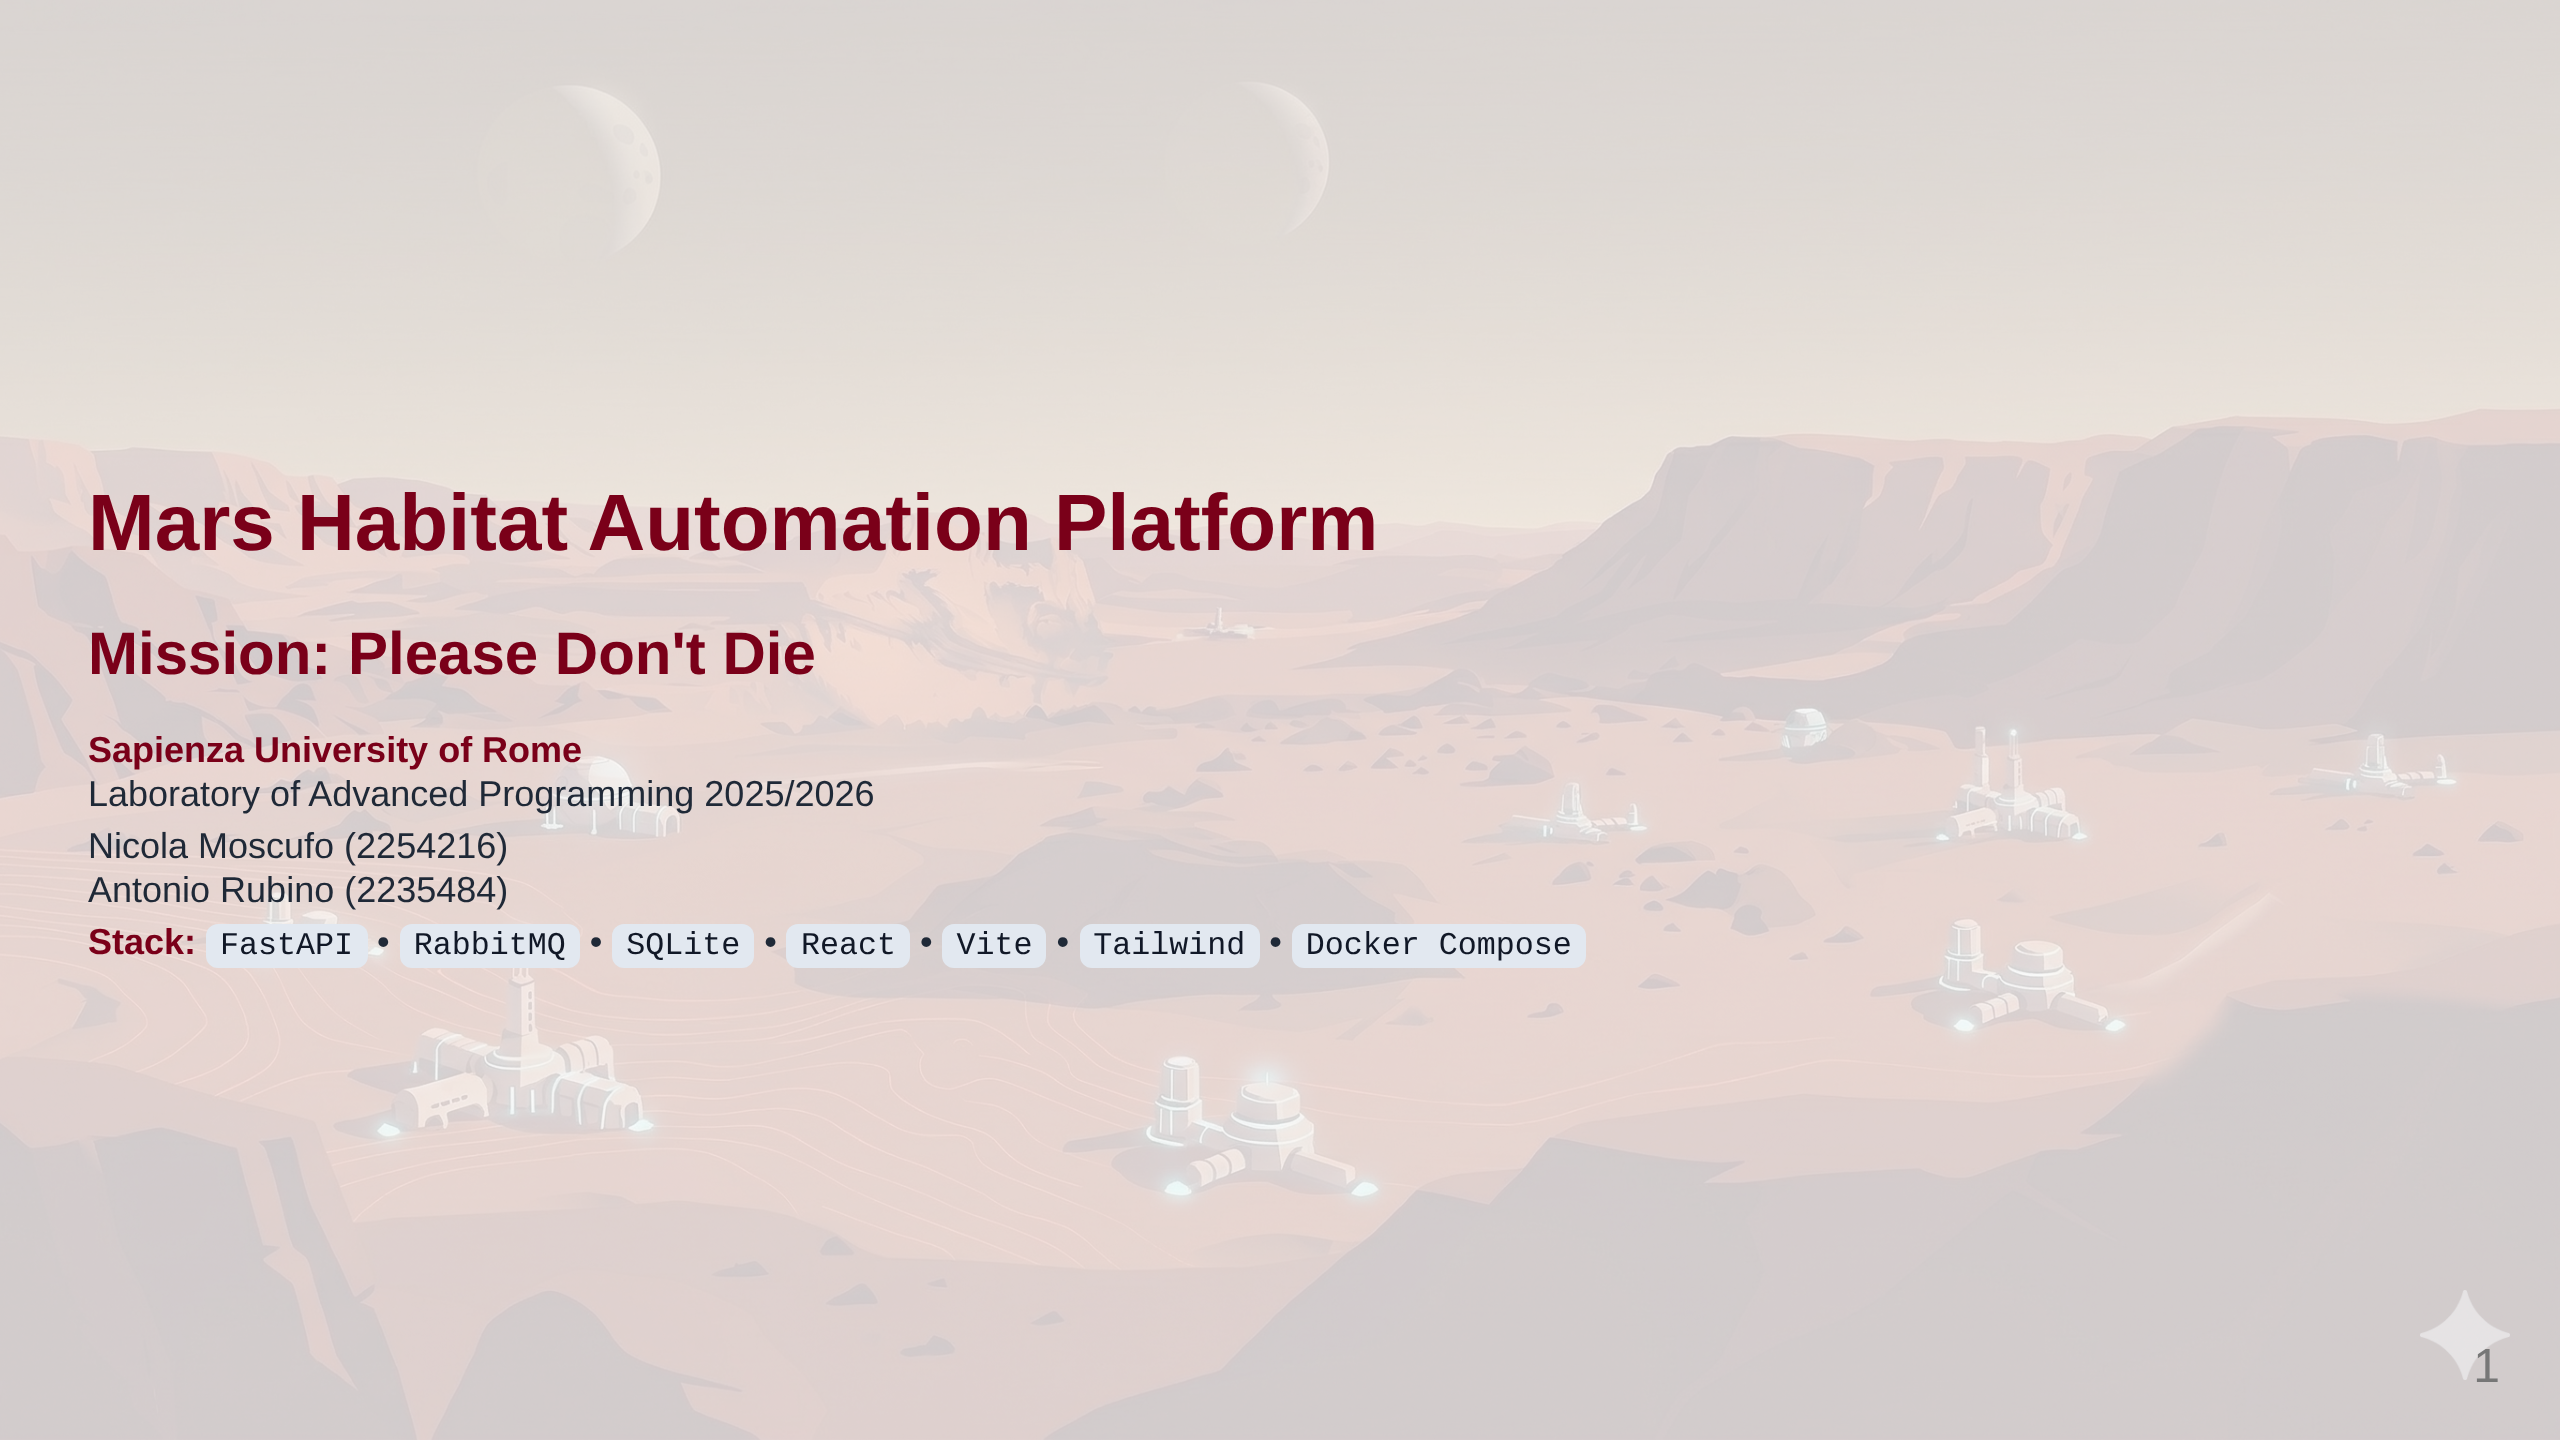 Mars Habitat Automation Platform
Mission: Please Don't Die
Sapienza University of Rome
Laboratory of Advanced Programming 2025/2026
Nicola Moscufo (2254216)
Antonio Rubino (2235484)
Stack: FastAPI • RabbitMQ • SQLite • React • Vite • Tailwind • Docker Compose
1